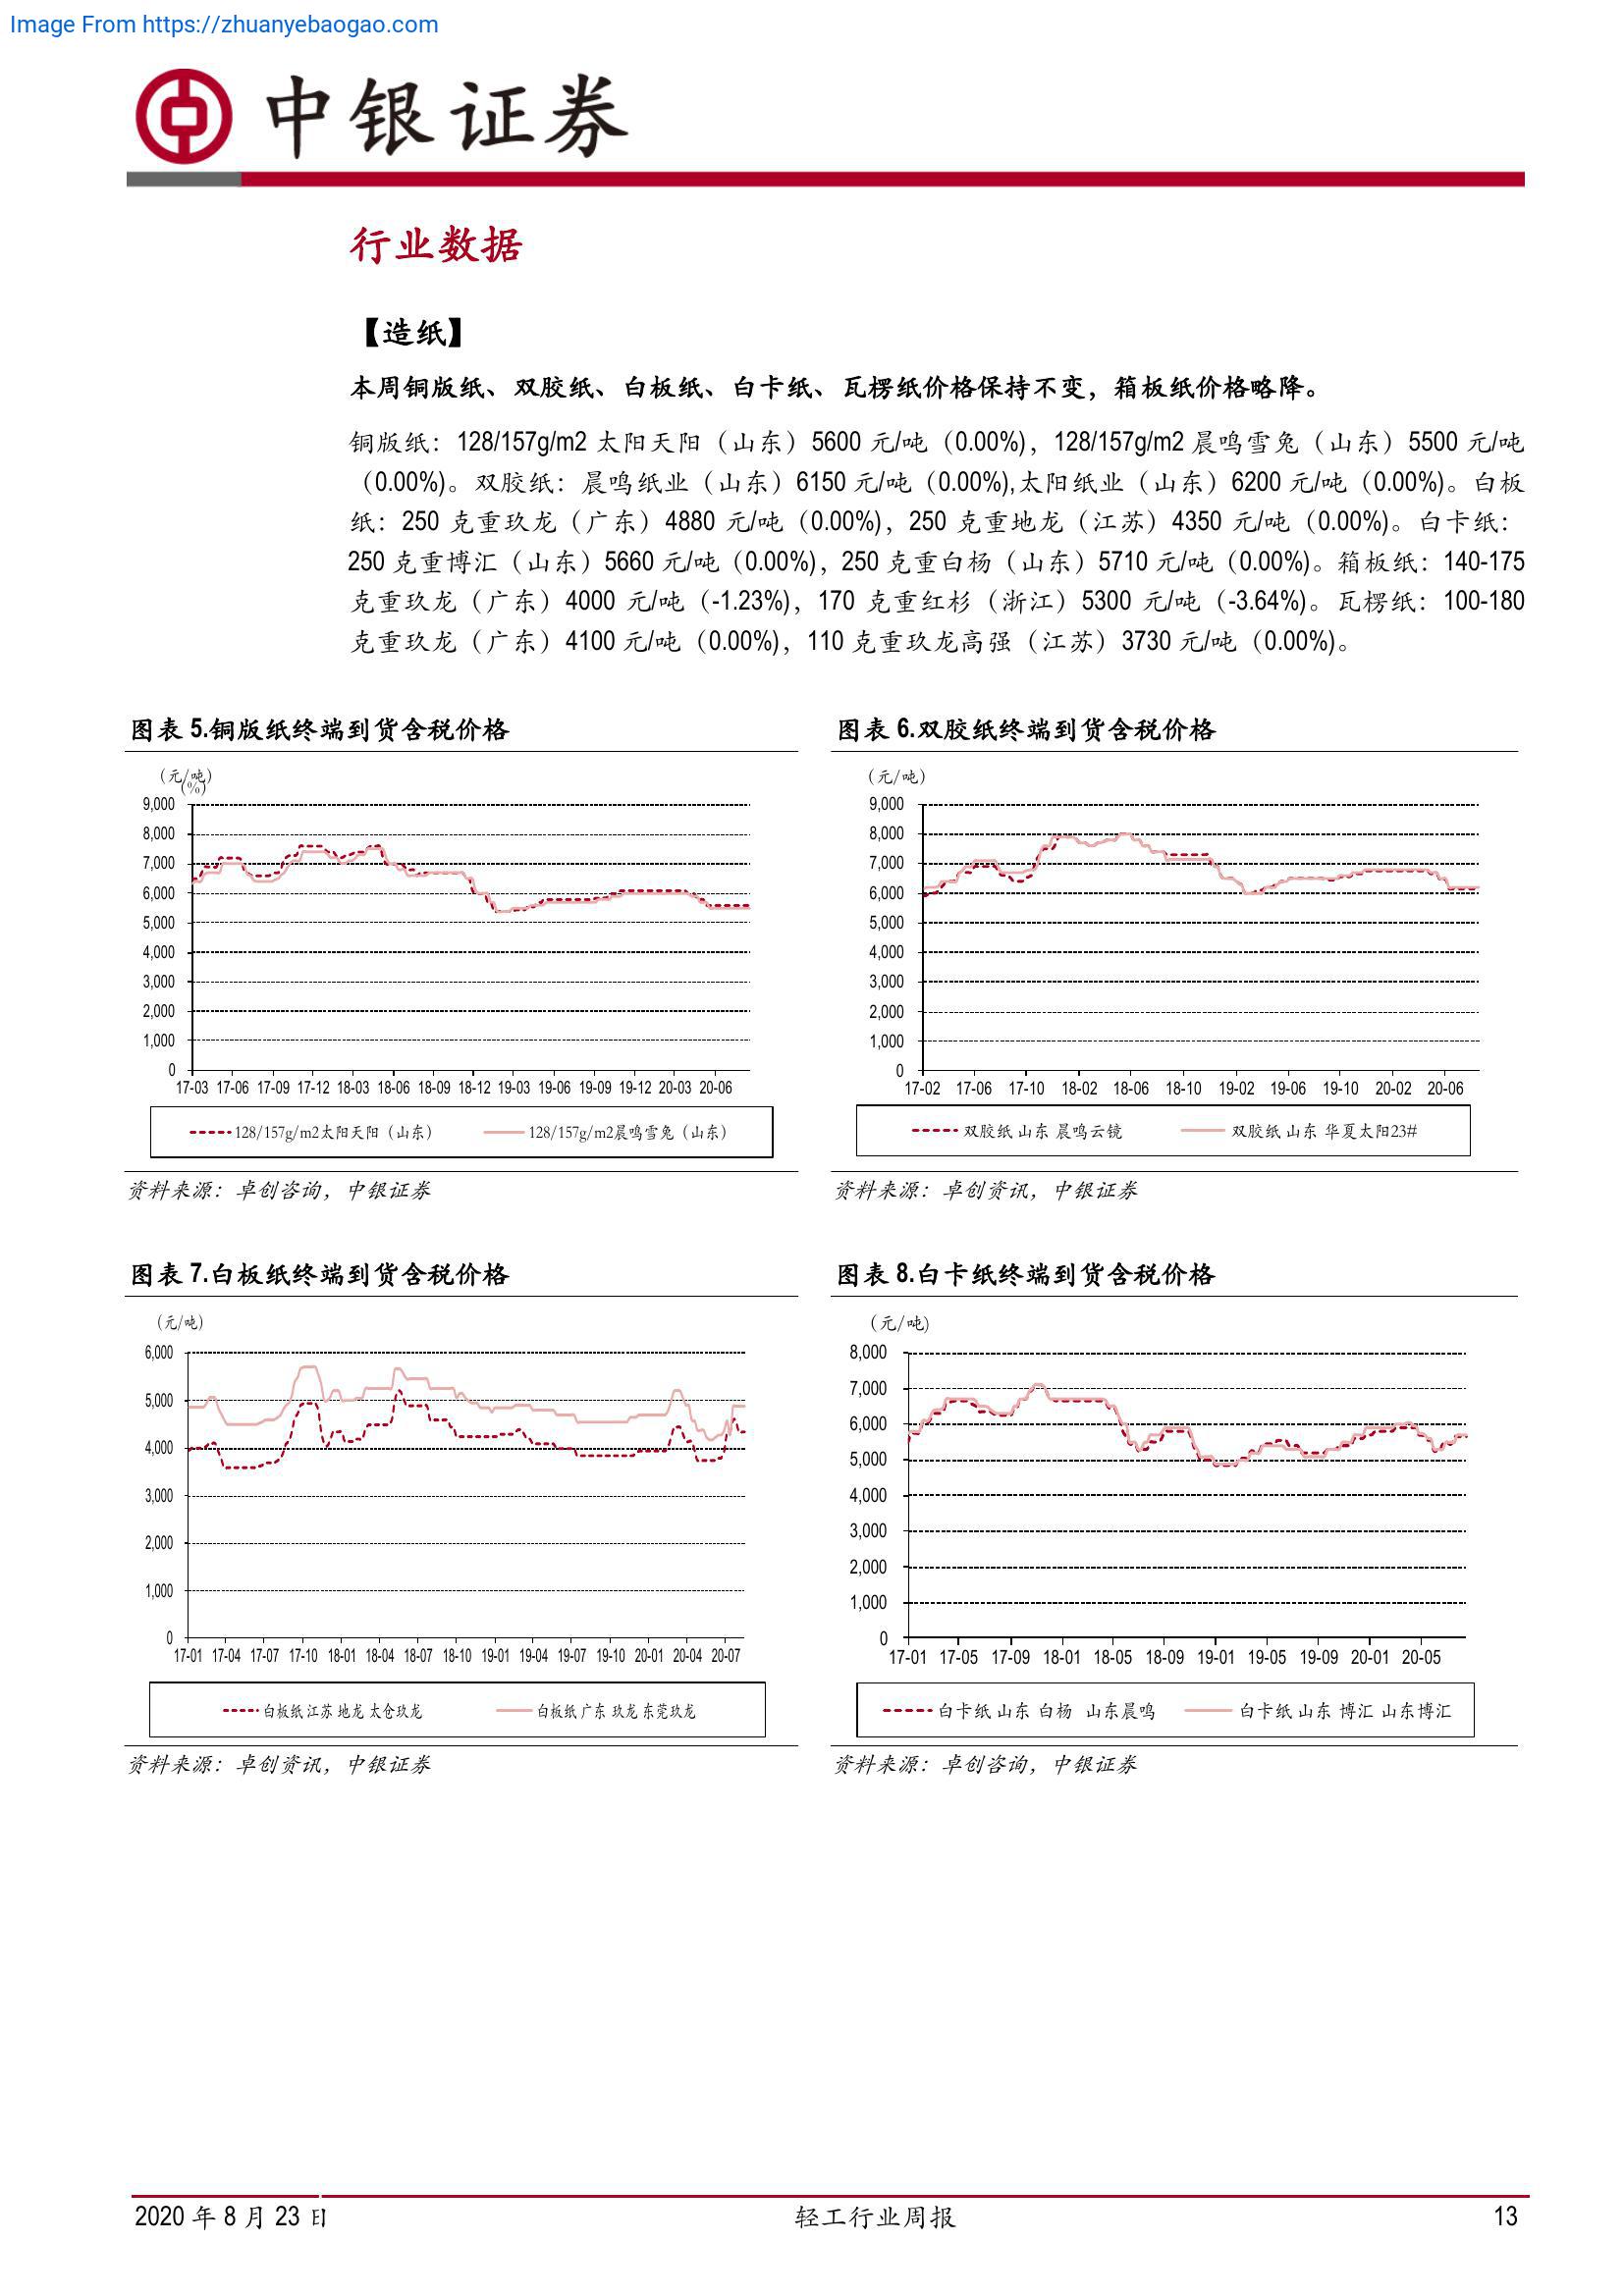 Image From https://zhuanyebaogao.com
中银证券
行业数据
【造纸】
本周铜版纸、双胶纸、白板纸、白卡纸、瓦楞纸价格保持不变，箱板纸价格略降。
铜版纸：128/157g/m2 太阳天阳（山东）5600 元/吨（0.00%)，128/157g/m2 晨鸣雪兔（山东）5500 元/吨
（0.00%)。双胶纸：晨鸣纸业（山东）6150 元/吨（0.00%),太阳纸业（山东）6200 元/吨（0.00%)。白板
纸：250 克重玖龙（广东）4880 元/吨（0.00%)，250 克重地龙（江苏）4350 元/吨（0.00%)。白卡纸：
250 克重博汇（山东）5660 元/吨（0.00%)，250 克重白杨（山东）5710 元/吨（0.00%)。箱板纸：140-175
克重玖龙（广东）4000 元/吨（-1.23%)，170 克重红杉（浙江）5300 元/吨（-3.64%)。瓦楞纸：100-180
克重玖龙（广东）4100 元/吨（0.00%)，110 克重玖龙高强（江苏）3730 元/吨（0.00%)。
图表 5.铜版纸终端到货含税价格
（元/吨）
(%)
9,000
8,000
7,000
6,000
5,000
4,000
3,000
2,000
1,000
0
17-03 17-06 17-09 17-12 18-03 18-06 18-09 18-12 19-03 19-06 19-09 19-12 20-03 20-06
128/157g/m2太阳天阳（山东） 128/157g/m2晨鸣雪兔（山东）
资料来源：卓创咨询，中银证券
图表 6.双胶纸终端到货含税价格
（元/吨）
9,000
8,000
7,000
6,000
5,000
4,000
3,000
2,000
1,000
0
17-02 17-06 17-10 18-02 18-06 18-10 19-02 19-06 19-10 20-02 20-06
双胶纸 山东 晨鸣云镜 双胶纸 山东 华夏太阳23#
资料来源：卓创资讯，中银证券
图表 7.白板纸终端到货含税价格
（元/吨）
6,000
5,000
4,000
3,000
2,000
1,000
0
17-01 17-04 17-07 17-10 18-01 18-04 18-07 18-10 19-01 19-04 19-07 19-10 20-01 20-04 20-07
白板纸 江苏 地龙 太仓玖龙 白板纸 广东 玖龙 东莞玖龙
资料来源：卓创资讯，中银证券
图表 8.白卡纸终端到货含税价格
（元/吨）
8,000
7,000
6,000
5,000
4,000
3,000
2,000
1,000
0
17-01 17-05 17-09 18-01 18-05 18-09 19-01 19-05 19-09 20-01 20-05
白卡纸 山东 白杨 山东晨鸣 白卡纸 山东 博汇 山东博汇
资料来源：卓创咨询，中银证券
2020 年 8 月 23 日 轻工行业周报 13